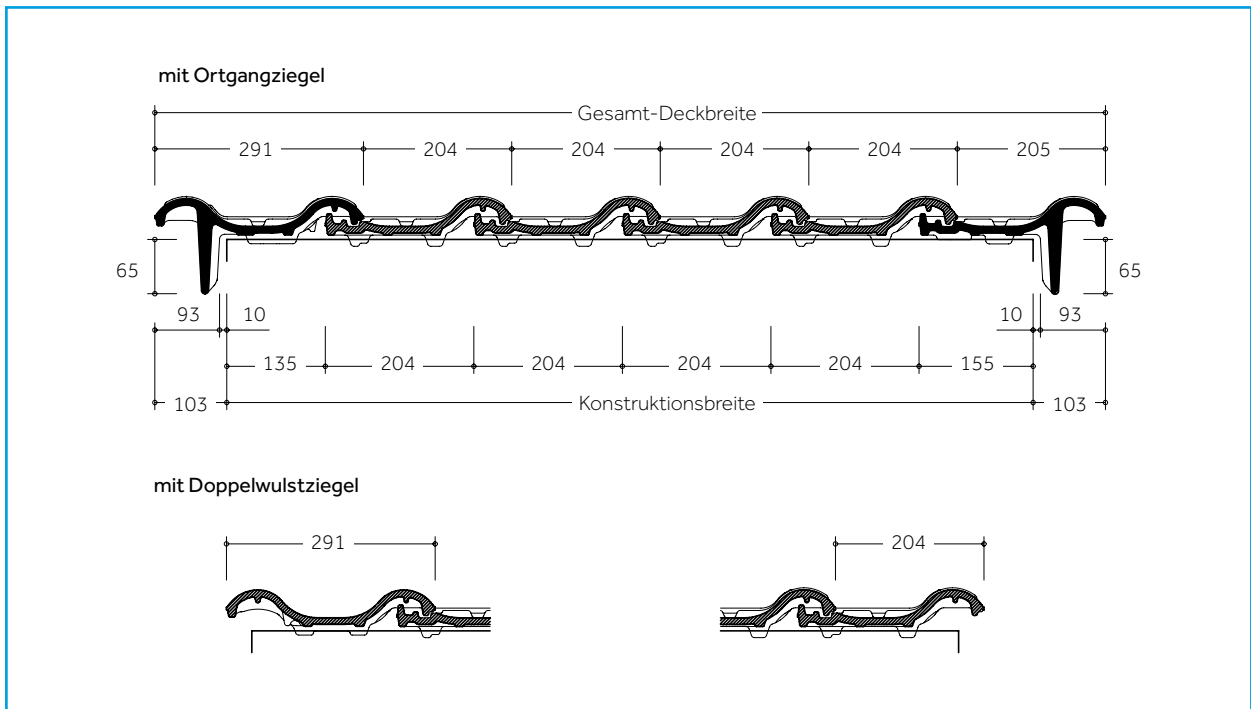 mit Ortgangziegel
Gesamt-Deckbreite
291 204 204 204 204 205
65 65
93 10 10 93
135 204 204 204 204 155
103 Konstruktionsbreite 103
mit Doppelwulstziegel
291 204